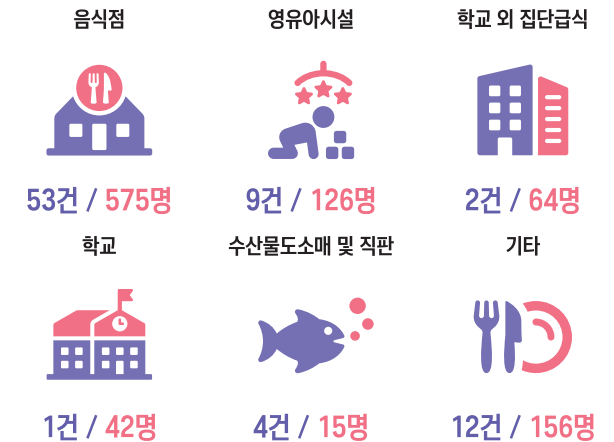 음식점
영유아시설
학교 외 집단급식
53건 / 575명
9건 / 126명
2건 / 64명
학교
수산물도소매 및 직판
기타
1건 / 42명
4건 / 15명
12건 / 156명